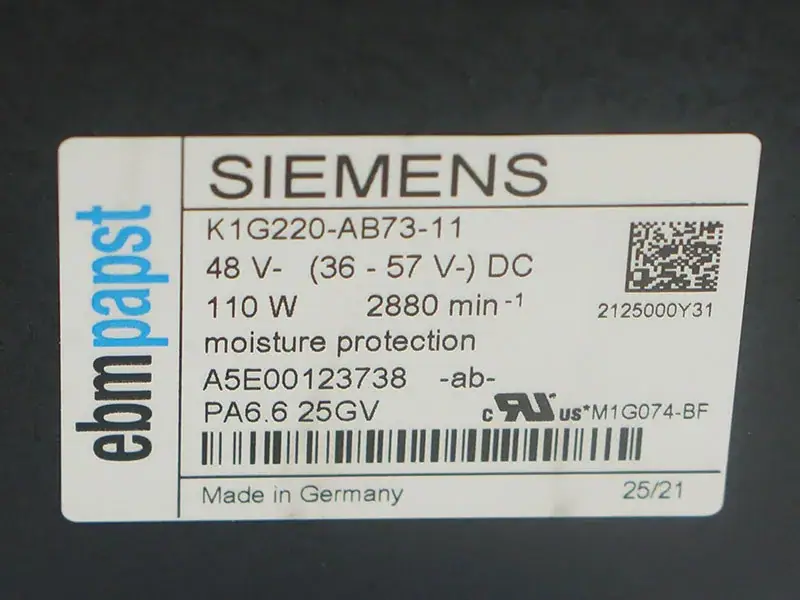 ebmpapst
SIEMENS
K1G220-AB73-11
48 V- (36 - 57 V-) DC
110 W 2880 min-1
2125000Y31
moisture protection
A5E00123738 -ab-
PA6.6 25GV
c RU us *M1G074-BF
Made in Germany 25/21